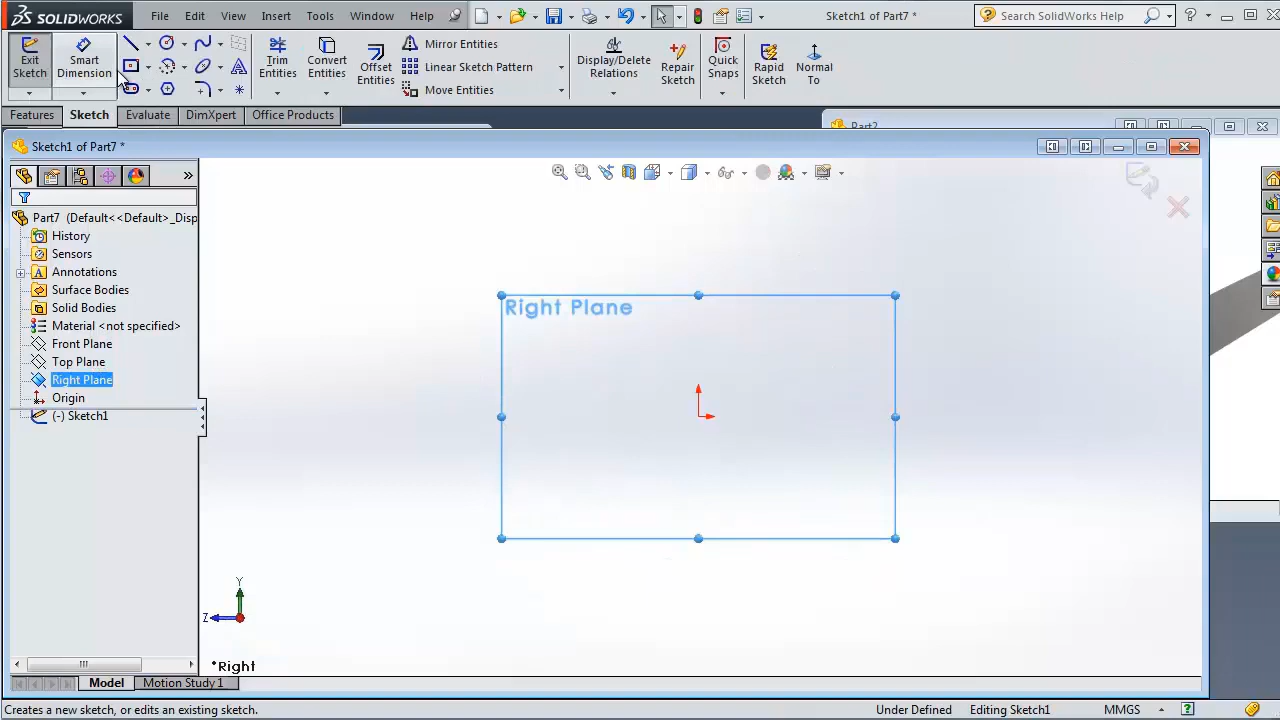 SOLIDWORKS File Edit View Insert Tools Window Help Sketch1 of Part7 * Search SolidWorks Help
Exit Sketch
Smart Dimension
Trim Entities
Convert Entities
Offset Entities
Mirror Entities
Linear Sketch Pattern
Move Entities
Display/Delete Relations
Repair Sketch
Quick Snaps
Rapid Sketch
Normal To
Features Sketch Evaluate DimXpert Office Products
Part2
Sketch1 of Part7 *
Part7 (Default<<Default>_Disp
History
Sensors
Annotations
Surface Bodies
Solid Bodies
Material <not specified>
Front Plane
Top Plane
Right Plane
Origin
(-) Sketch1
Right Plane
Y
Z
*Right
Model Motion Study 1
Creates a new sketch, or edits an existing sketch. Under Defined Editing Sketch1 MMGS